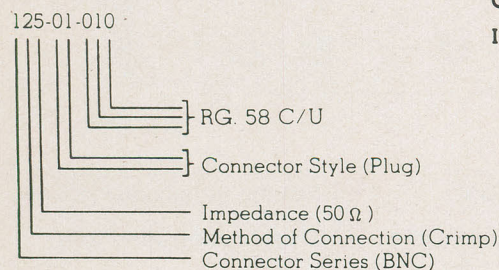 125-01-010
RG. 58 C/U
Connector Style (Plug)
Impedance (50 Ω)
Method of Connection (Crimp)
Connector Series (BNC)